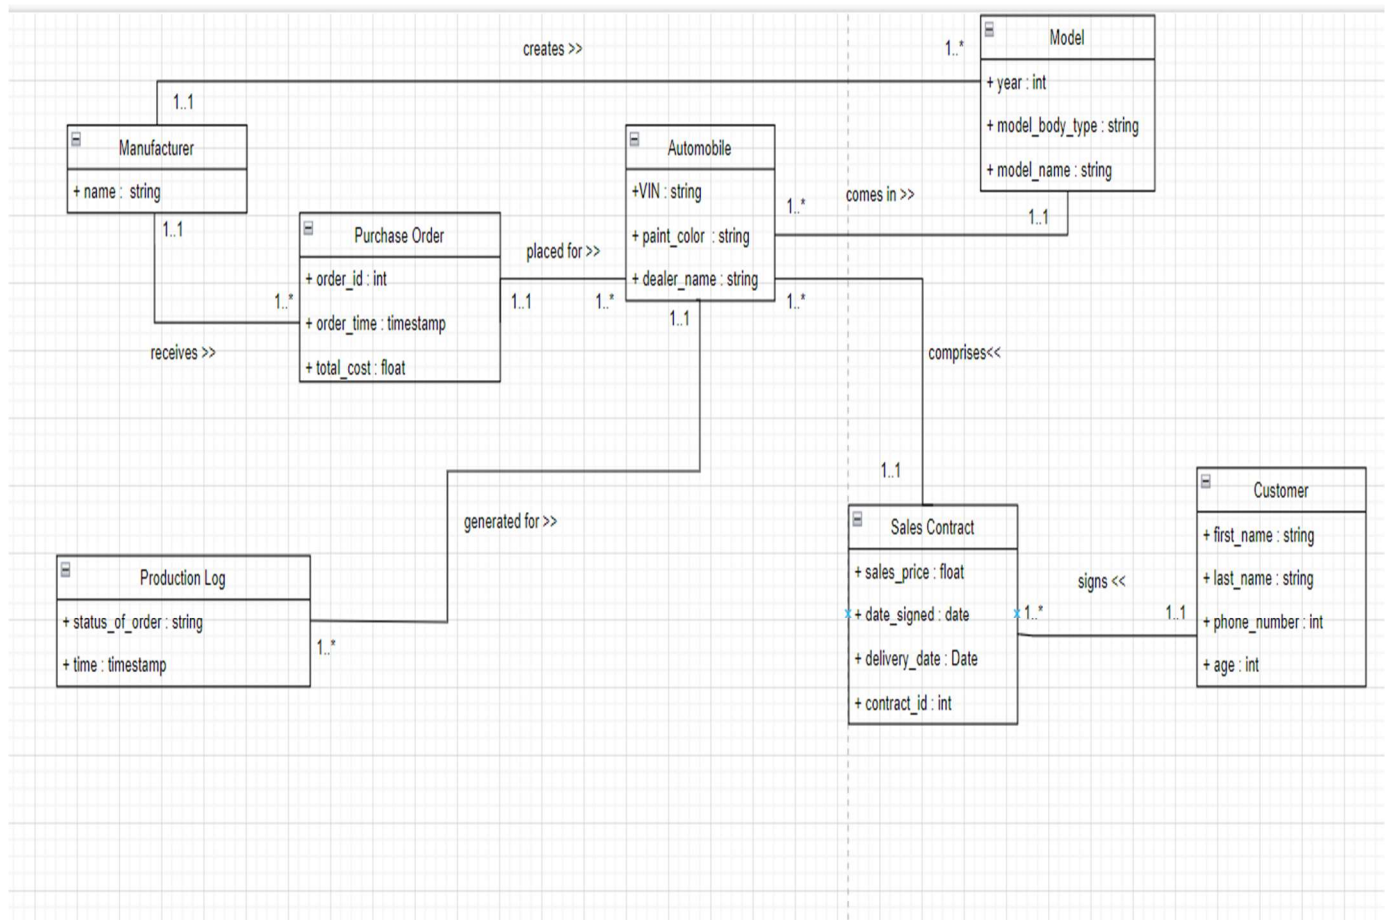 creates >>
1..*
Model
+ year : int
+ model_body_type : string
+ model_name : string
1..1
Manufacturer
+ name : string
1..1
Automobile
+VIN : string
+ paint_color : string
+ dealer_name : string
1..*
comes in >>
1..1
Purchase Order
+ order_id : int
+ order_time : timestamp
+ total_cost : float
placed for >>
1..1
1..*
1..*
1..*
receives >>
1..1
comprises<<
1..1
generated for >>
Production Log
+ status_of_order : string
+ time : timestamp
1..*
Sales Contract
+ sales_price : float
+ date_signed : date
+ delivery_date : Date
+ contract_id : int
signs <<
1..*
1..1
Customer
+ first_name : string
+ last_name : string
+ phone_number : int
+ age : int